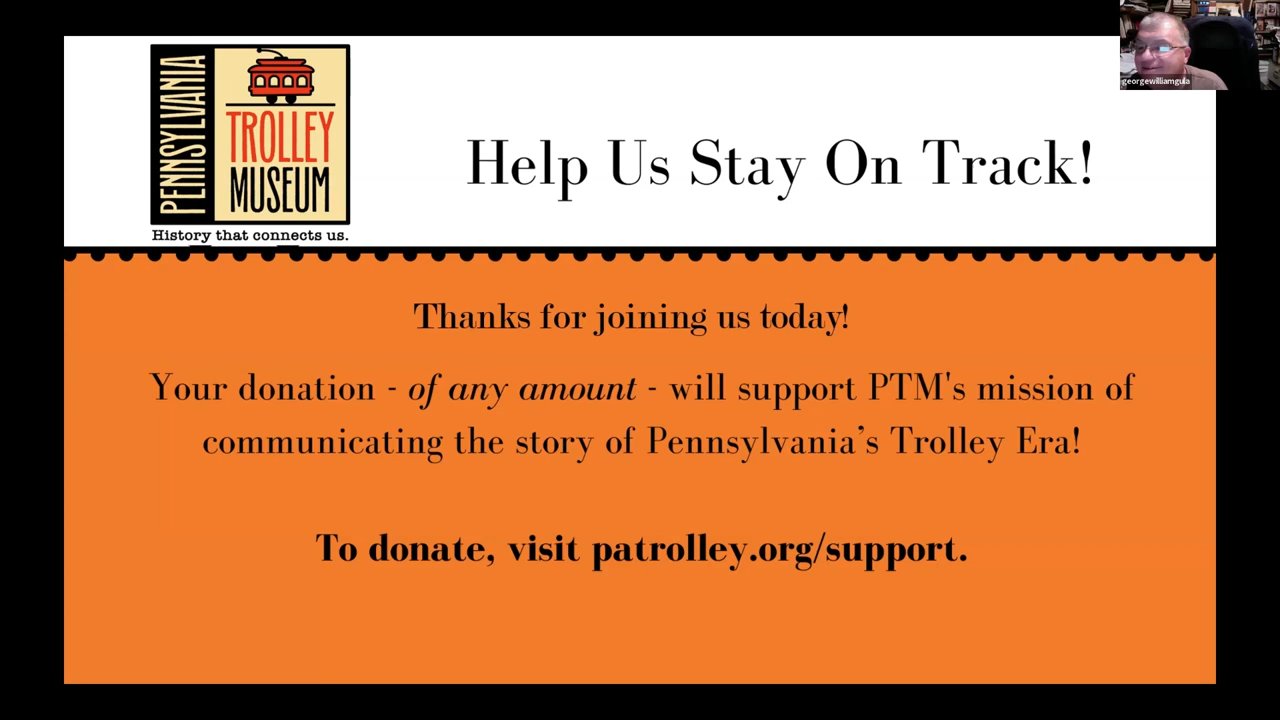 PENNSYLVANIA
TROLLEY
MUSEUM
History that connects us.
Help Us Stay On Track!
georgewilliamgula
Thanks for joining us today!
Your donation - of any amount - will support PTM's mission of
communicating the story of Pennsylvania’s Trolley Era!
To donate, visit patrolley.org/support.